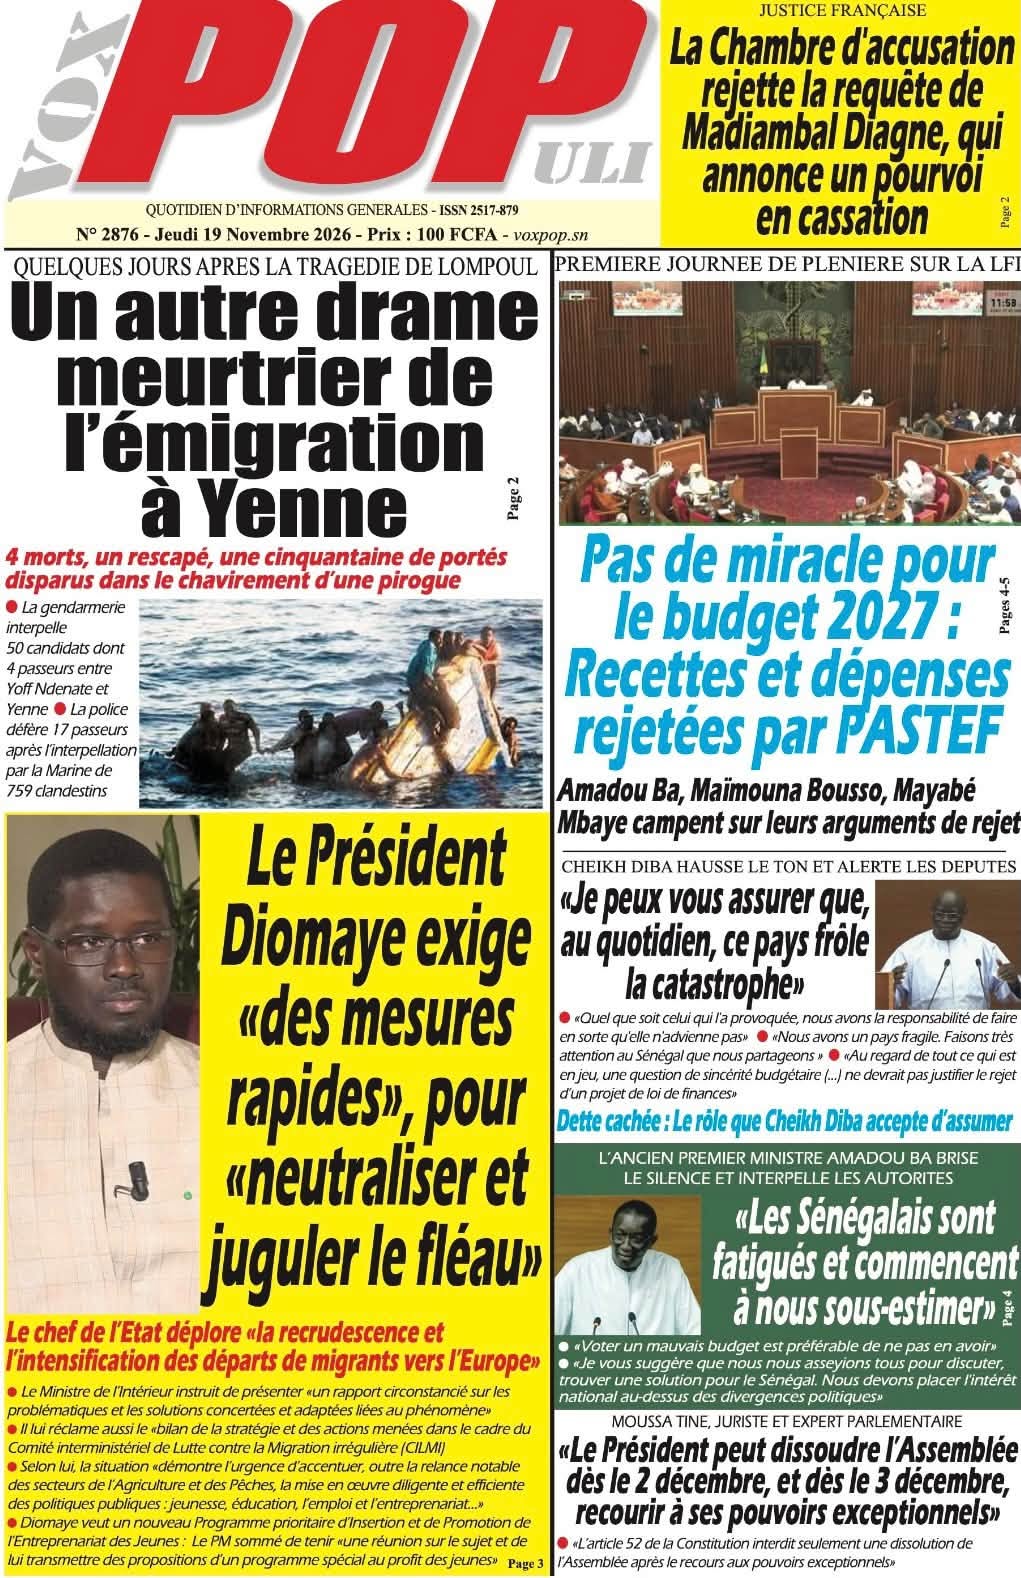 VOX POPULI
QUOTIDIEN D'INFORMATIONS GENERALES - ISSN 2517-879
N° 2876 - Jeudi 19 Novembre 2026 - Prix : 100 FCFA - voxpop.sn
JUSTICE FRANÇAISE
La Chambre d'accusation
rejette la requête de
Madiambal Diagne, qui
annonce un pourvoi
en cassation
Page 2
QUELQUES JOURS APRES LA TRAGEDIE DE LOMPOUL
Un autre drame
meurtrier de
l'émigration
à Yenne
Page 2
4 morts, un rescapé, une cinquantaine de portés
disparus dans le chavirement d'une pirogue
● La gendarmerie
interpelle
50 candidats dont
4 passeurs entre
Yoff Ndenate et
Yenne ● La police
défère 17 passeurs
après l'interpellation
par la Marine de
759 clandestins
Le Président
Diomaye exige
«des mesures
rapides», pour
«neutraliser et
juguler le fléau»
Le chef de l'Etat déplore «la recrudescence et
l'intensification des départs de migrants vers l'Europe»
● Le Ministre de l'Intérieur instruit de présenter «un rapport circonstancié sur les
problématiques et les solutions concertées et adaptées liées au phénomène»
● Il lui réclame aussi le «bilan de la stratégie et des actions menées dans le cadre du
Comité interministériel de Lutte contre la Migration irrégulière (CILMI)
● Selon lui, la situation «démontre l'urgence d'accentuer, outre la relance notable
des secteurs de l'Agriculture et des Pêches, la mise en œuvre diligente et efficiente
des politiques publiques : jeunesse, éducation, l'emploi et l'entreprenariat...»
● Diomaye veut un nouveau Programme prioritaire d'Insertion et de Promotion de
l'Entreprenariat des Jeunes : Le PM sommé de tenir «une réunion sur le sujet et de
lui transmettre des propositions d'un programme spécial au profit des jeunes» Page 3
PREMIERE JOURNEE DE PLENIERE SUR LA LFI
11:58
Pas de miracle pour
le budget 2027 :
Recettes et dépenses
rejetées par PASTEF
Pages 4-5
Amadou Ba, Maïmouna Bousso, Mayabé
Mbaye campent sur leurs arguments de rejet
CHEIKH DIBA HAUSSE LE TON ET ALERTE LES DEPUTES
«Je peux vous assurer que,
au quotidien, ce pays frôle
la catastrophe»
● «Quel que soit celui qui l'a provoquée, nous avons la responsabilité de faire
en sorte qu'elle n'advienne pas» ● «Nous avons un pays fragile. Faisons très
attention au Sénégal que nous partageons » ● «Au regard de tout ce qui est
en jeu, une question de sincérité budgétaire (...) ne devrait pas justifier le rejet
d'un projet de loi de finances»
Dette cachée : Le rôle que Cheikh Diba accepte d'assumer
L'ANCIEN PREMIER MINISTRE AMADOU BA BRISE
LE SILENCE ET INTERPELLE LES AUTORITES
«Les Sénégalais sont
fatigués et commencent
à nous sous-estimer»
Page 4
● «Voter un mauvais budget est préférable de ne pas en avoir»
● «Je vous suggère que nous nous asseyions tous pour discuter,
trouver une solution pour le Sénégal. Nous devons placer l'intérêt
national au-dessus des divergences politiques»
MOUSSA TINE, JURISTE ET EXPERT PARLEMENTAIRE
«Le Président peut dissoudre l'Assemblée
dès le 2 décembre, et dès le 3 décembre,
recourir à ses pouvoirs exceptionnels»
● «L'article 52 de la Constitution interdit seulement une dissolution de
l'Assemblée après le recours aux pouvoirs exceptionnels»